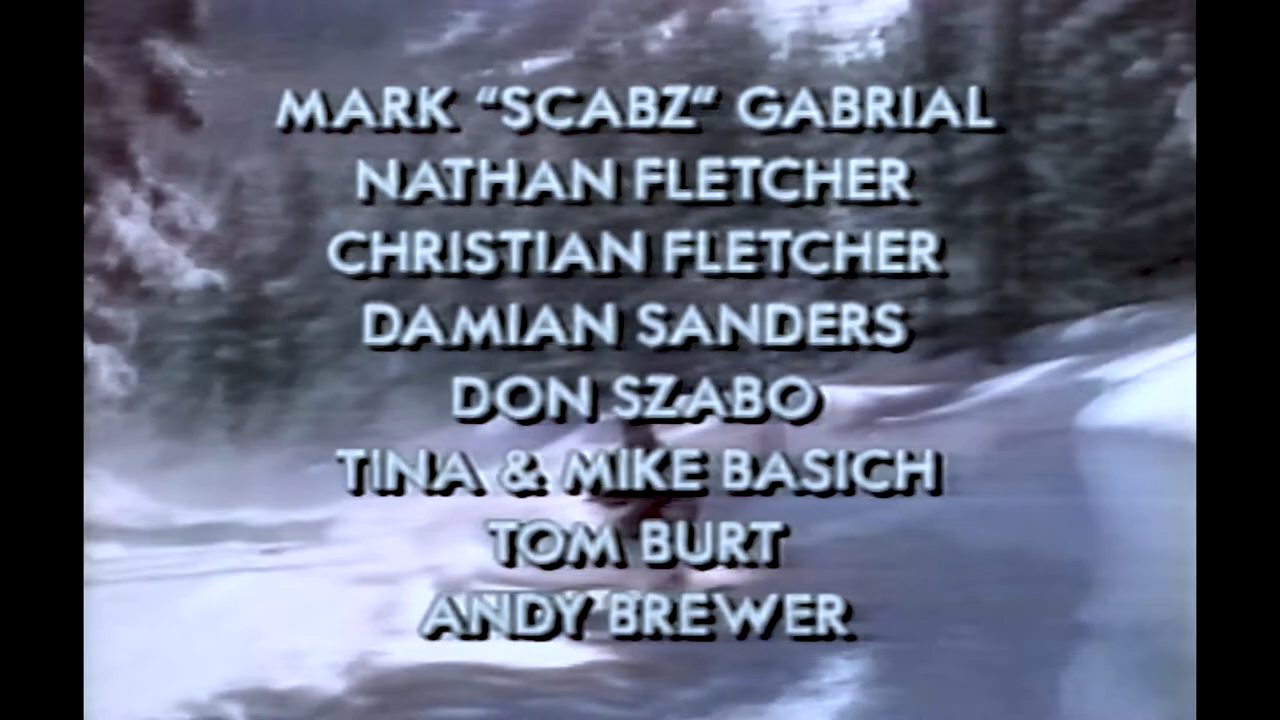 MARK “SCABZ“ GABRIAL
NATHAN FLETCHER
CHRISTIAN FLETCHER
DAMIAN SANDERS
DON SZABO
TINA & MIKE BASICH
TOM BURT
ANDY BREWER